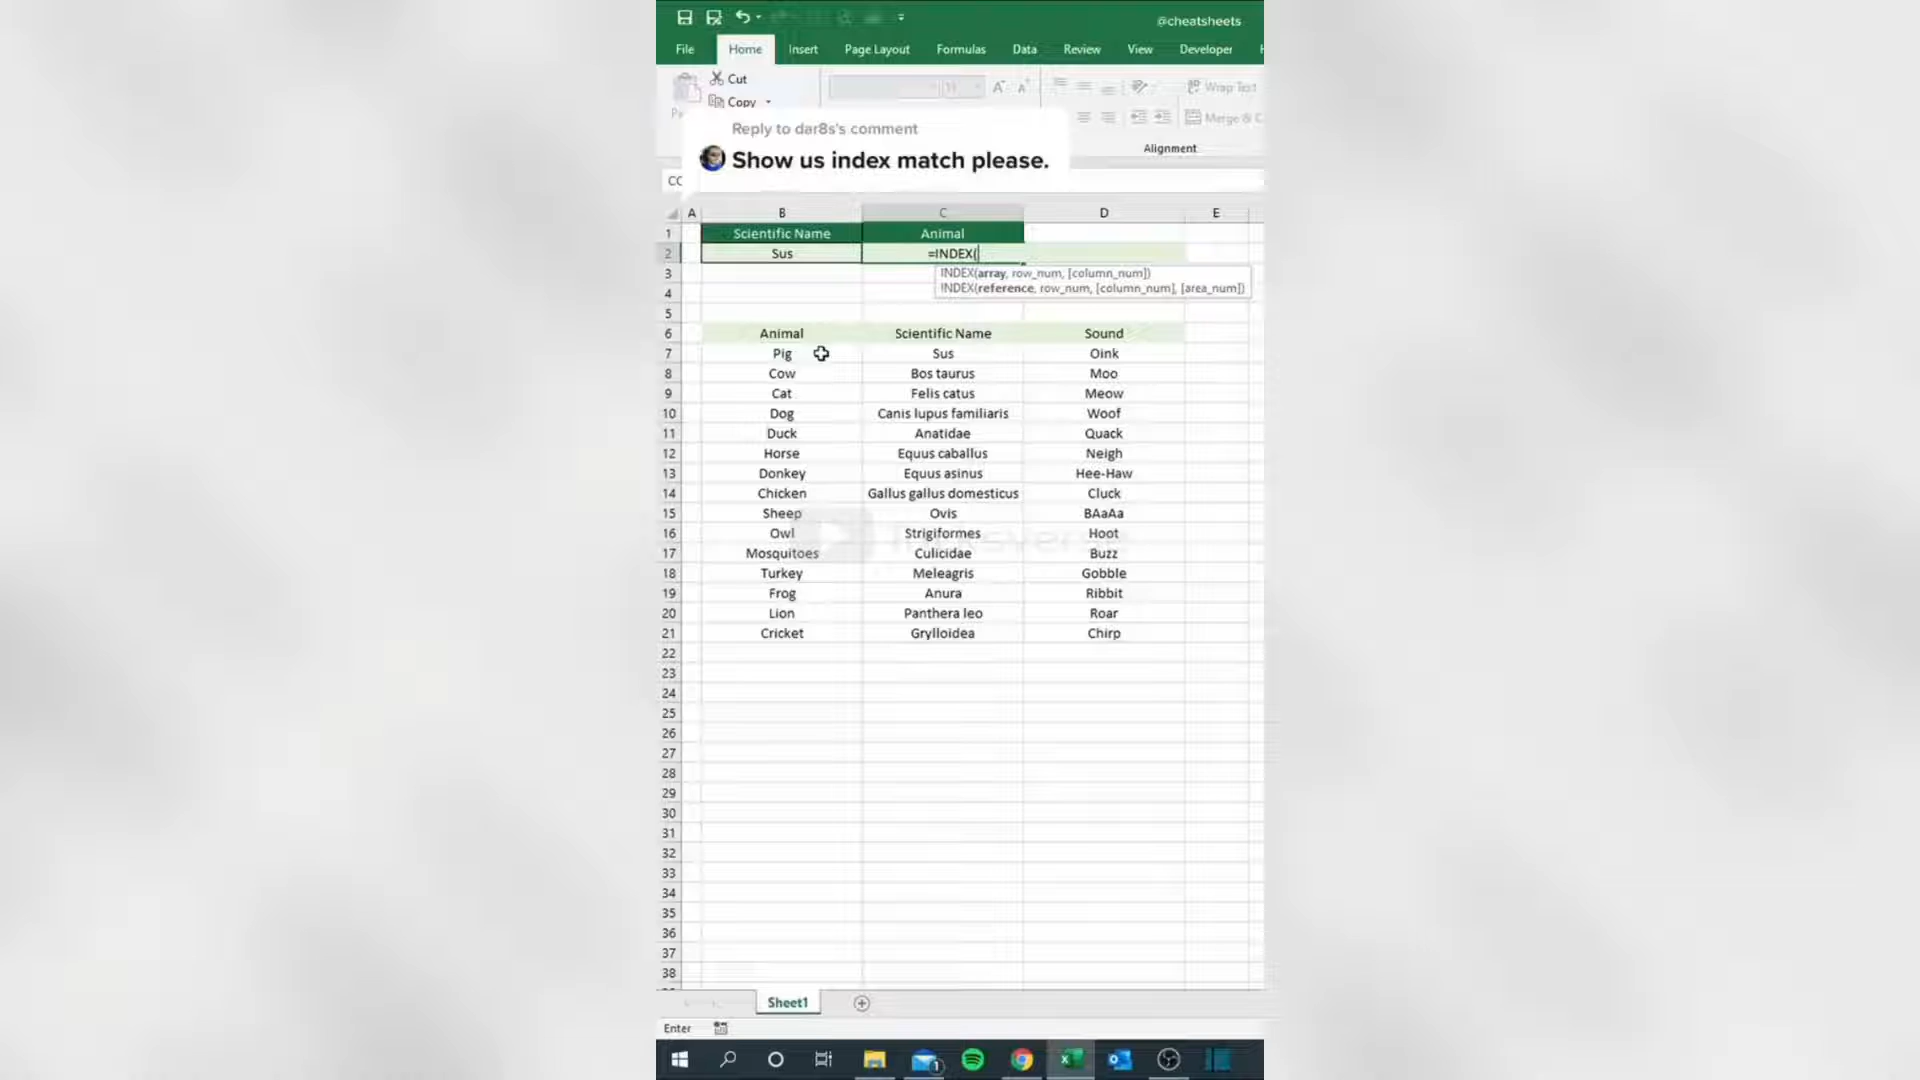 @cheatsheets
File Home Insert Page Layout Formulas Data Review View Developer
Cut
Copy
11
Wrap Text
Merge & C
Alignment
Reply to dar8s's comment
Show us index match please.
A B C D E
1 Scientific Name Animal
2 Sus =INDEX(
INDEX(array, row_num, [column_num])
INDEX(reference, row_num, [column_num], [area_num])
3
4
5
6 Animal Scientific Name Sound
7 Pig Sus Oink
8 Cow Bos taurus Moo
9 Cat Felis catus Meow
10 Dog Canis lupus familiaris Woof
11 Duck Anatidae Quack
12 Horse Equus caballus Neigh
13 Donkey Equus asinus Hee-Haw
14 Chicken Gallus gallus domesticus Cluck
15 Sheep Ovis BAaAa
16 Owl Strigiformes Hoot
17 Mosquitoes Culicidae Buzz
18 Turkey Meleagris Gobble
19 Frog Anura Ribbit
20 Lion Panthera leo Roar
21 Cricket Grylloidea Chirp
22
23
24
25
26
27
28
29
30
31
32
33
34
35
36
37
38
Sheet1
Enter
1